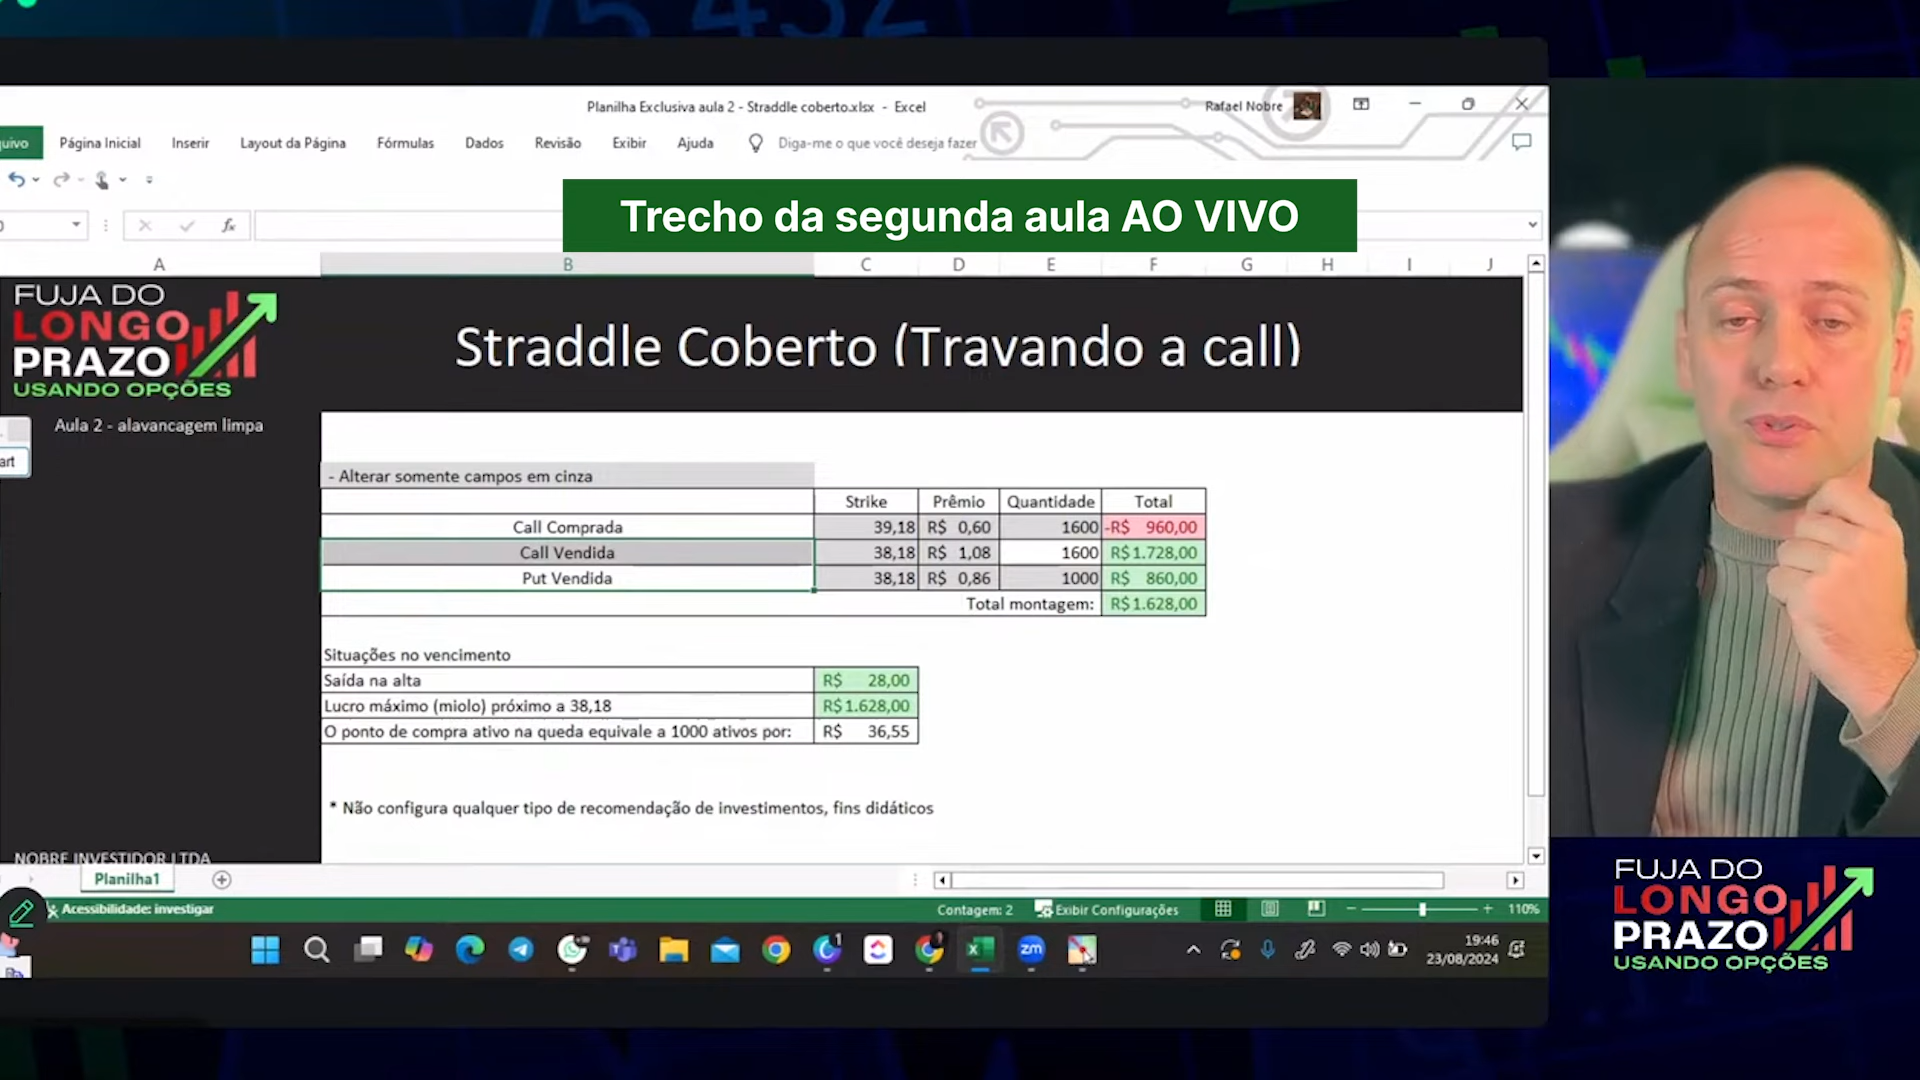 Planilha Exclusiva aula 2 - Straddle coberto.xlsx - Excel
Rafael Nobre
Página Inicial Inserir Layout da Página Fórmulas Dados Revisão Exibir Ajuda Diga-me o que você deseja fazer
Trecho da segunda aula AO VIVO
fx
A B C D E F G H I J
FUJA DO
LONGO
PRAZO
USANDO OPÇÕES
Straddle Coberto (Travando a call)
Aula 2 - alavancagem limpa
- Alterar somente campos em cinza
Strike Prêmio Quantidade Total
Call Comprada 39,18 R$ 0,60 1600 -R$ 960,00
Call Vendida 38,18 R$ 1,08 1600 R$ 1.728,00
Put Vendida 38,18 R$ 0,86 1000 R$ 860,00
Total montagem: R$ 1.628,00
Situações no vencimento
Saída na alta R$ 28,00
Lucro máximo (miolo) próximo a 38,18 R$ 1.628,00
O ponto de compra ativo na queda equivale a 1000 ativos por: R$ 36,55
* Não configura qualquer tipo de recomendação de investimentos, fins didáticos
NOBRE INVESTIDOR LTDA
Planilha1
Acessibilidade: investigar
Contagem: 2 Exibir Configurações 110%
zm
19:46
23/08/2024
FUJA DO
LONGO
PRAZO
USANDO OPÇÕES